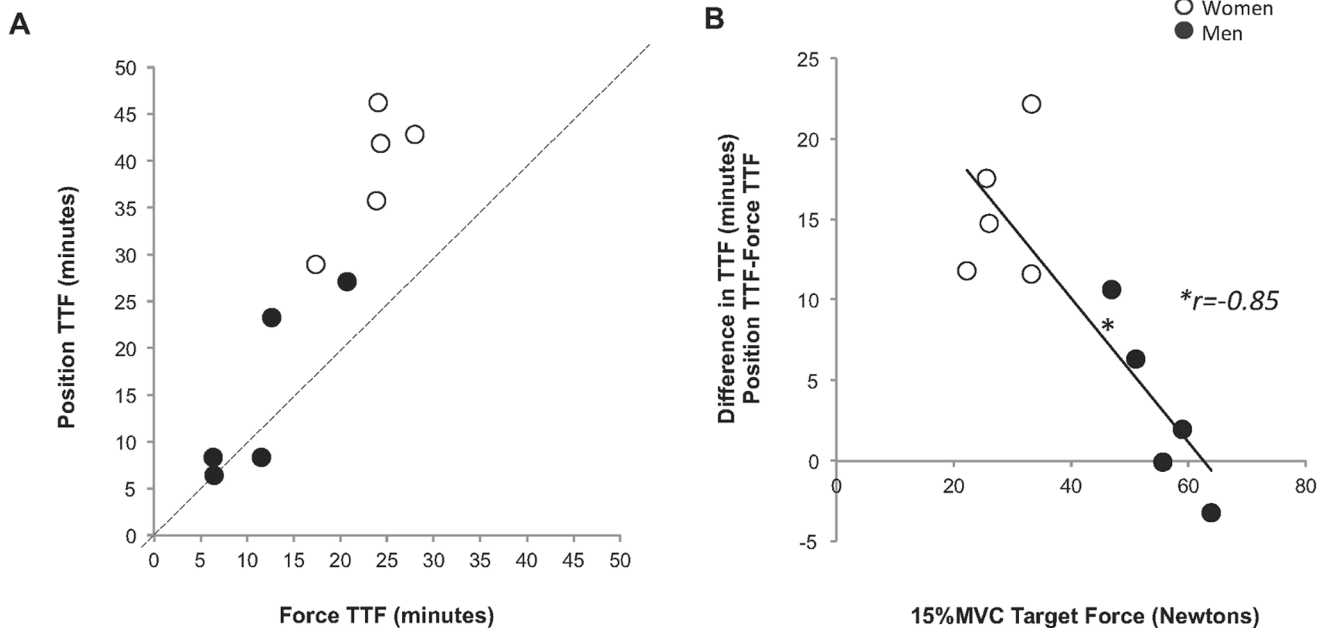 A
50
45
40
35
30
25
20
15
10
5
0
Position TTF (minutes)
0 5 10 15 20 25 30 35 40 45 50
Force TTF (minutes)
B
Women
Men
25
20
15
10
5
0
-5
Difference in TTF (minutes)
Position TTF-Force TTF
*
*r=-0.85
0 20 40 60 80
15%MVC Target Force (Newtons)